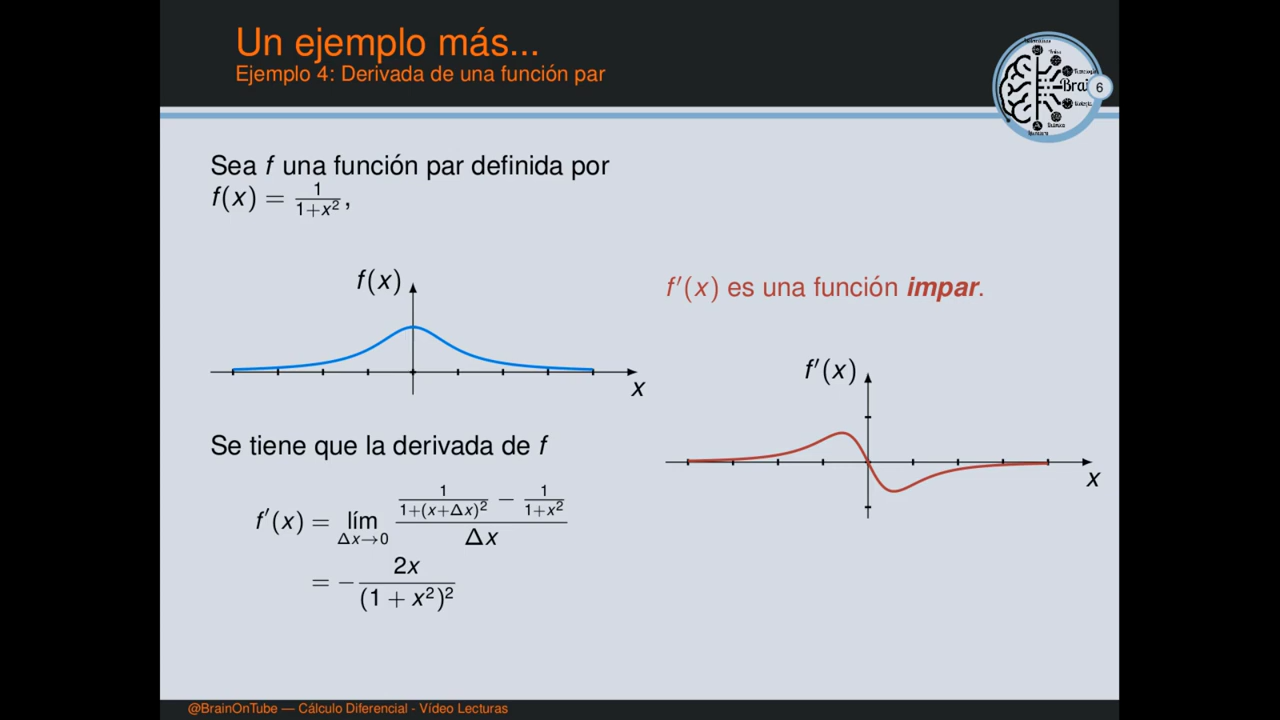 Un ejemplo más...
Ejemplo 4: Derivada de una función par
Brai
6
Sea f una función par definida por
f(x) = 1/(1+x²),
f(x)
x
Se tiene que la derivada de f
f′(x) = lím_{Δx→0} (1/(1+(x+Δx)²) − 1/(1+x²))/Δx
= − 2x/(1 + x²)²
f′(x) es una función impar.
f′(x)
x
@BrainOnTube — Cálculo Diferencial - Vídeo Lecturas